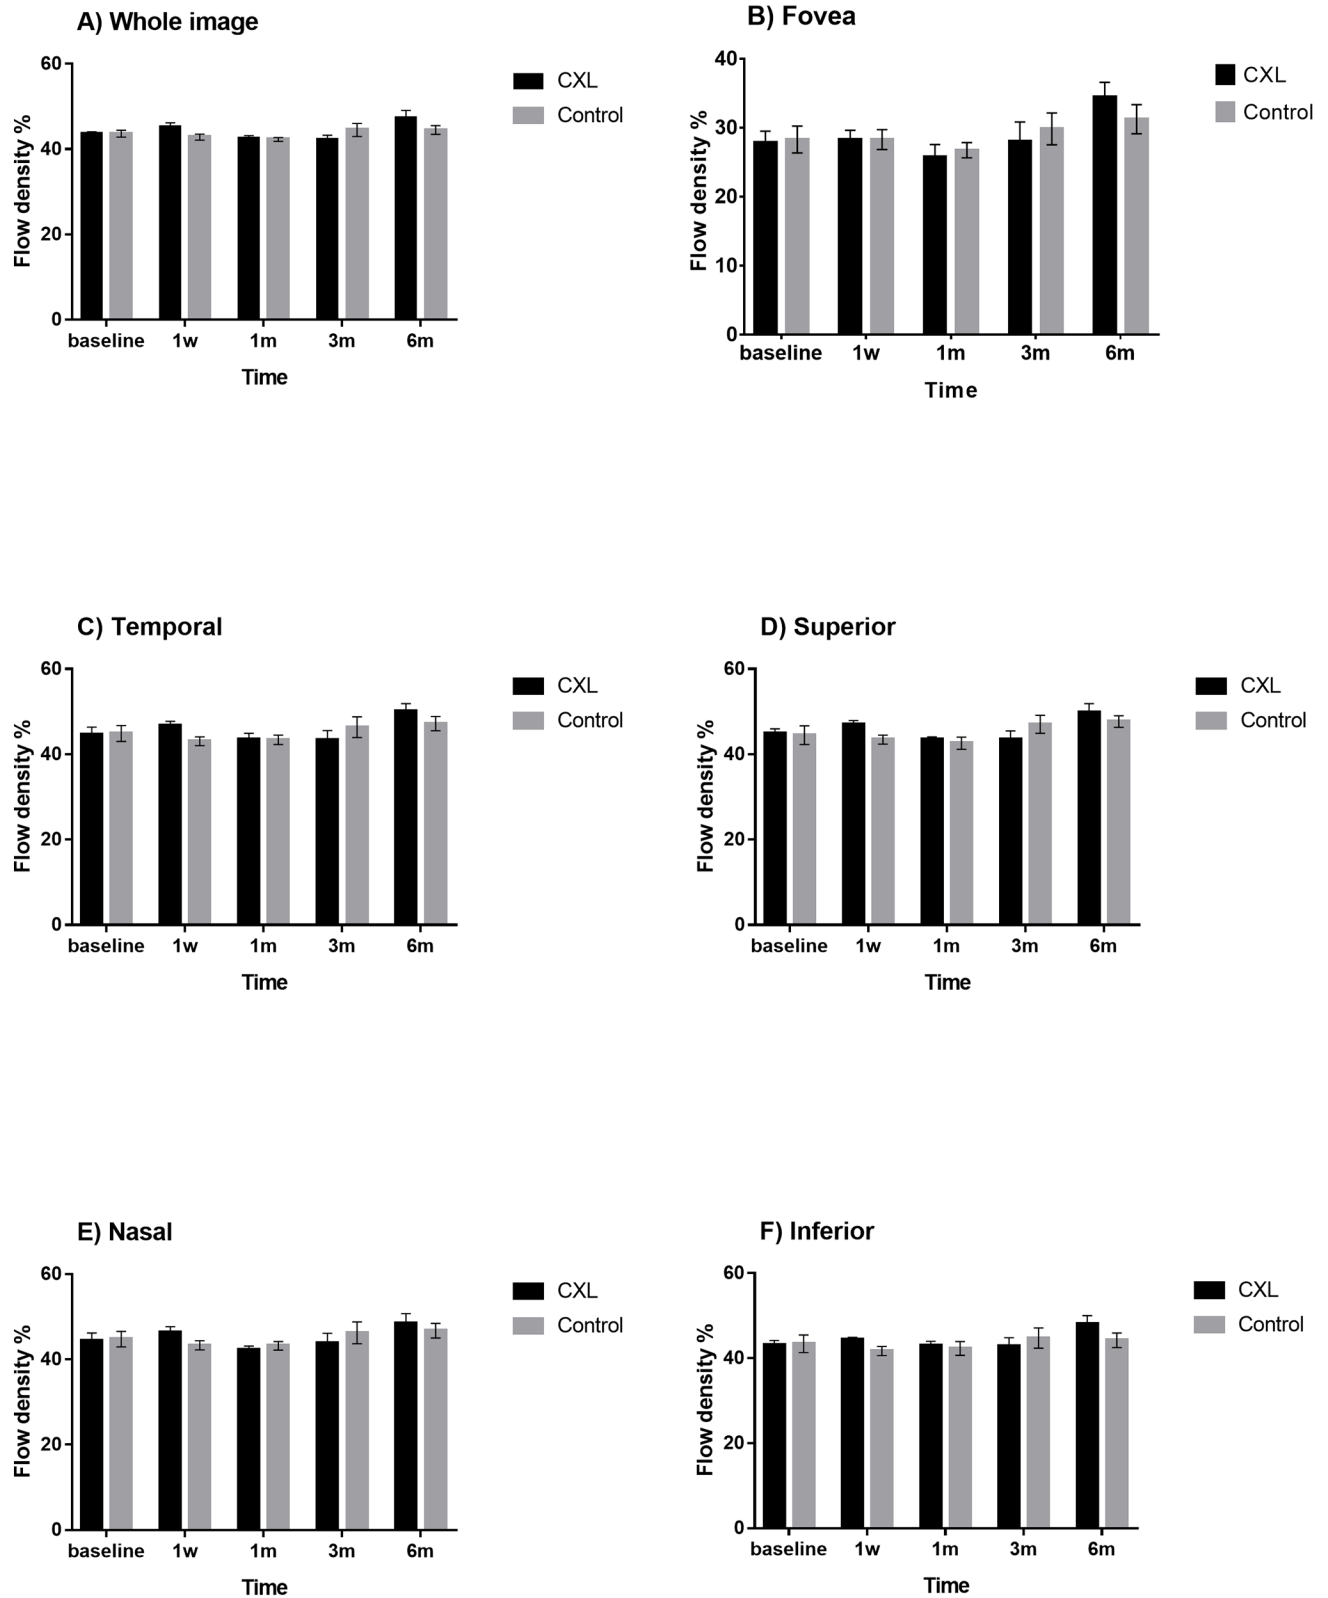 A) Whole image
60
40
20
0
Flow density %
baseline 1w 1m 3m 6m
Time
CXL
Control
B) Fovea
40
30
20
10
0
Flow density %
baseline 1w 1m 3m 6m
Time
CXL
Control
C) Temporal
60
40
20
0
Flow density %
baseline 1w 1m 3m 6m
Time
CXL
Control
D) Superior
60
40
20
0
Flow density %
baseline 1w 1m 3m 6m
Time
CXL
Control
E) Nasal
60
40
20
0
Flow density %
baseline 1w 1m 3m 6m
Time
CXL
Control
F) Inferior
60
40
20
0
Flow density %
baseline 1w 1m 3m 6m
Time
CXL
Control